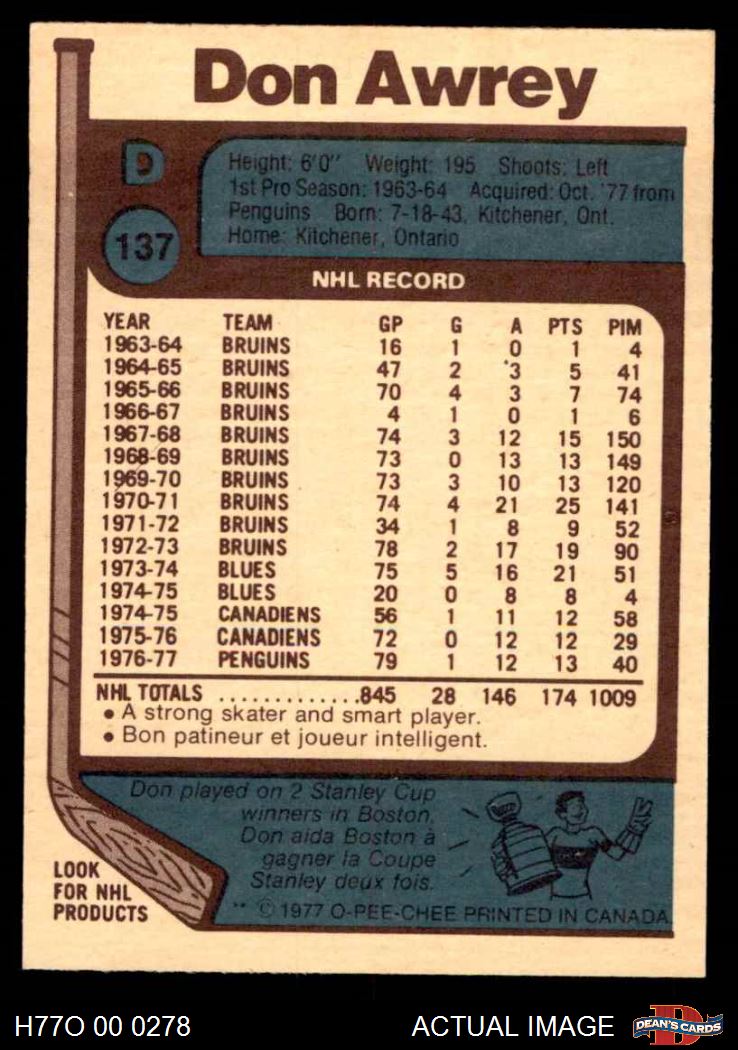 Don Awrey
D
137
Height: 6'0" Weight: 195 Shoots: Left
1st Pro Season: 1963-64 Acquired: Oct. '77 from
Penguins Born: 7-18-43, Kitchener, Ont.
Home: Kitchener, Ontario
NHL RECORD
YEAR TEAM GP G A PTS PIM
1963-64 BRUINS 16 1 0 1 4
1964-65 BRUINS 47 2 3 5 41
1965-66 BRUINS 70 4 3 7 74
1966-67 BRUINS 4 1 0 1 6
1967-68 BRUINS 74 3 12 15 150
1968-69 BRUINS 73 0 13 13 149
1969-70 BRUINS 73 3 10 13 120
1970-71 BRUINS 74 4 21 25 141
1971-72 BRUINS 34 1 8 9 52
1972-73 BRUINS 78 2 17 19 90
1973-74 BLUES 75 5 16 21 51
1974-75 BLUES 20 0 8 8 4
1974-75 CANADIENS 56 1 11 12 58
1975-76 CANADIENS 72 0 12 12 29
1976-77 PENGUINS 79 1 12 13 40
NHL TOTALS .............845 28 146 174 1009
• A strong skater and smart player.
• Bon patineur et joueur intelligent.
Don played on 2 Stanley Cup
winners in Boston.
Don aida Boston à
gagner la Coupe
Stanley deux fois.
LOOK
FOR NHL
PRODUCTS
** © 1977 O-PEE-CHEE PRINTED IN CANADA
H77O 00 0278
ACTUAL IMAGE
DEAN'S CARDS